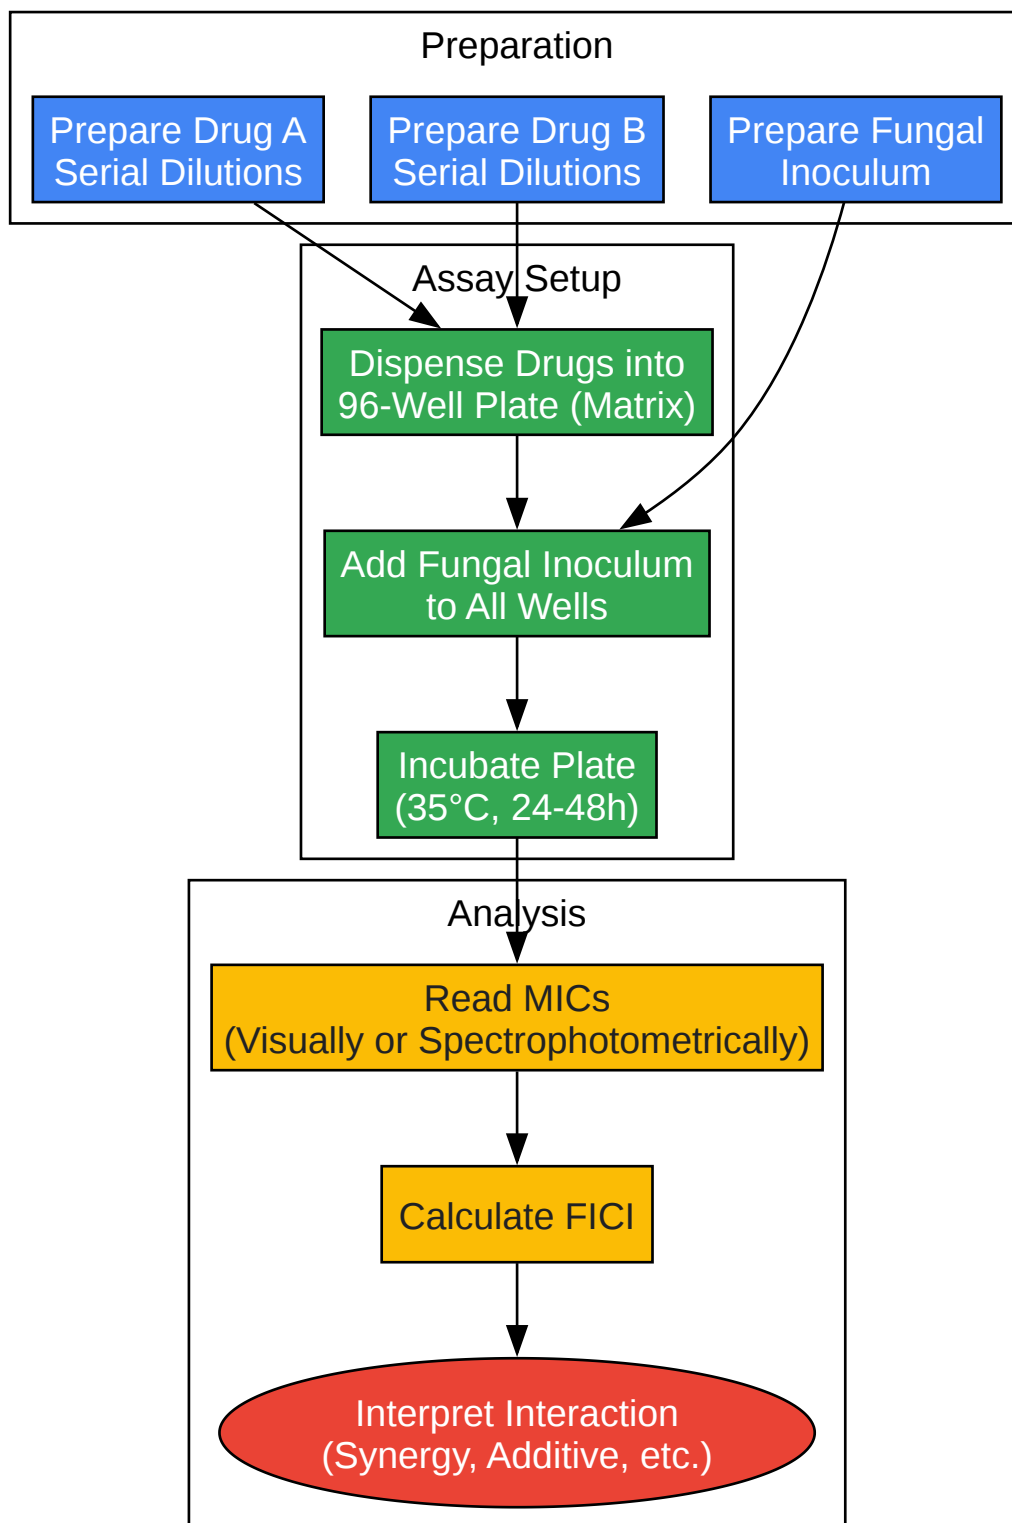 Preparation
Prepare Drug A
Serial Dilutions
Prepare Drug B
Serial Dilutions
Prepare Fungal
Inoculum
Assay Setup
Dispense Drugs into
96-Well Plate (Matrix)
Add Fungal Inoculum
to All Wells
Incubate Plate
(35°C, 24-48h)
Analysis
Read MICs
(Visually or Spectrophotometrically)
Calculate FICI
Interpret Interaction
(Synergy, Additive, etc.)